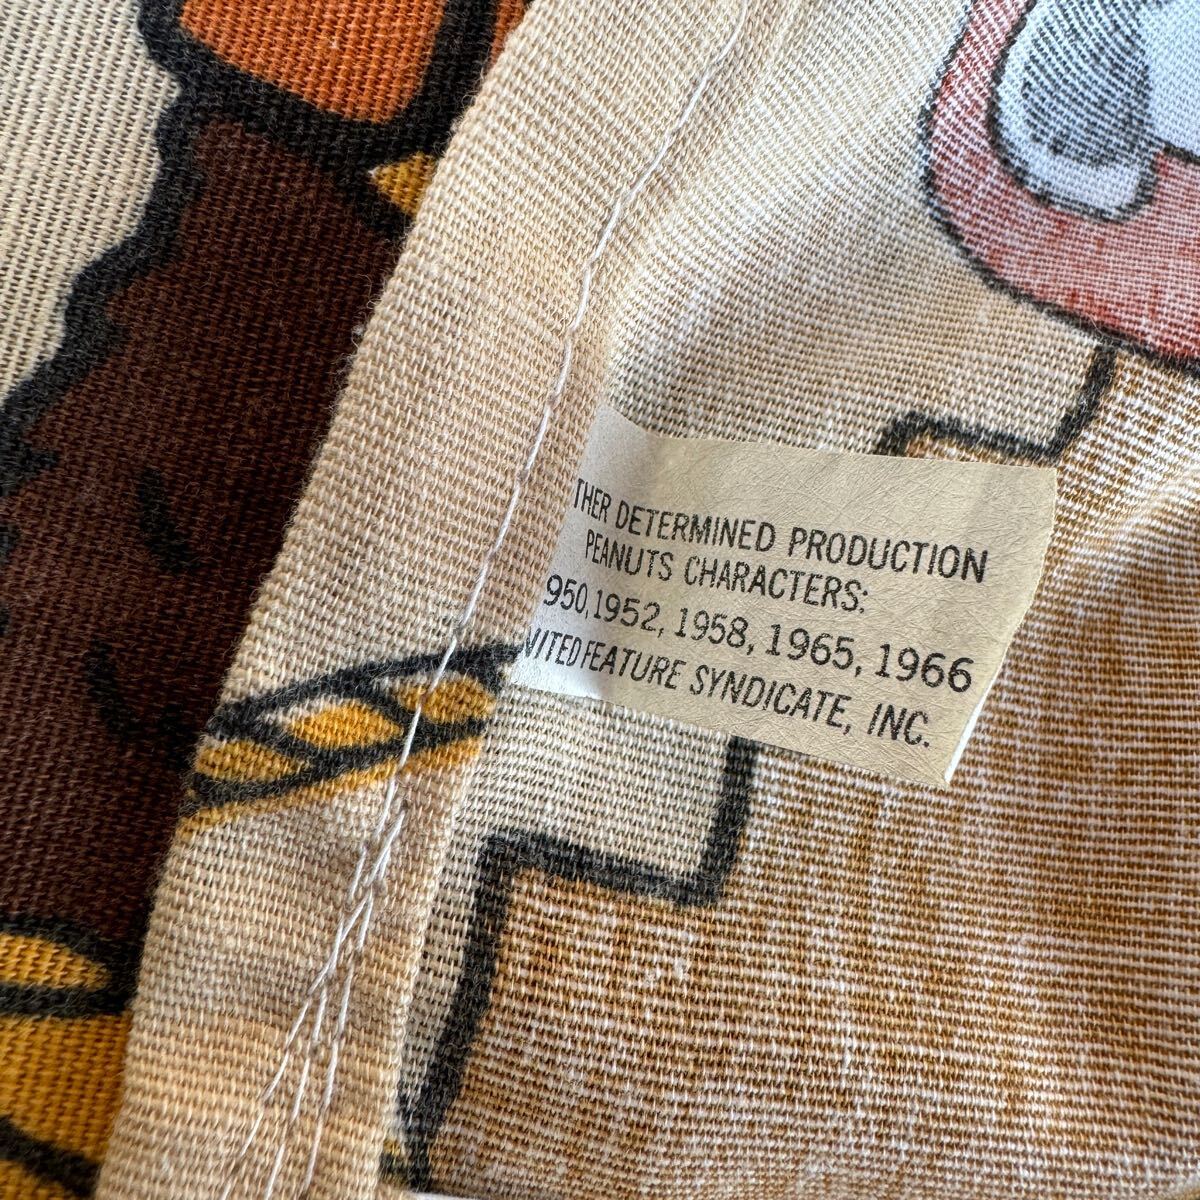 THER DETERMINED PRODUCTION
PEANUTS CHARACTERS:
950,1952, 1958, 1965, 1966
NITED FEATURE SYNDICATE, INC.